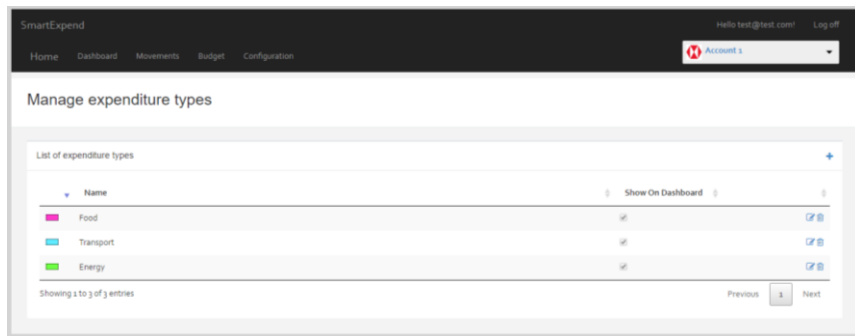 SmartExpend
Hello test@test.com! Log off
Home Dashboard Movements Budget Configuration
Account 1
Manage expenditure types
List of expenditure types
Name Show On Dashboard
Food
Transport
Energy
Showing 1 to 3 of 3 entries
Previous 1 Next